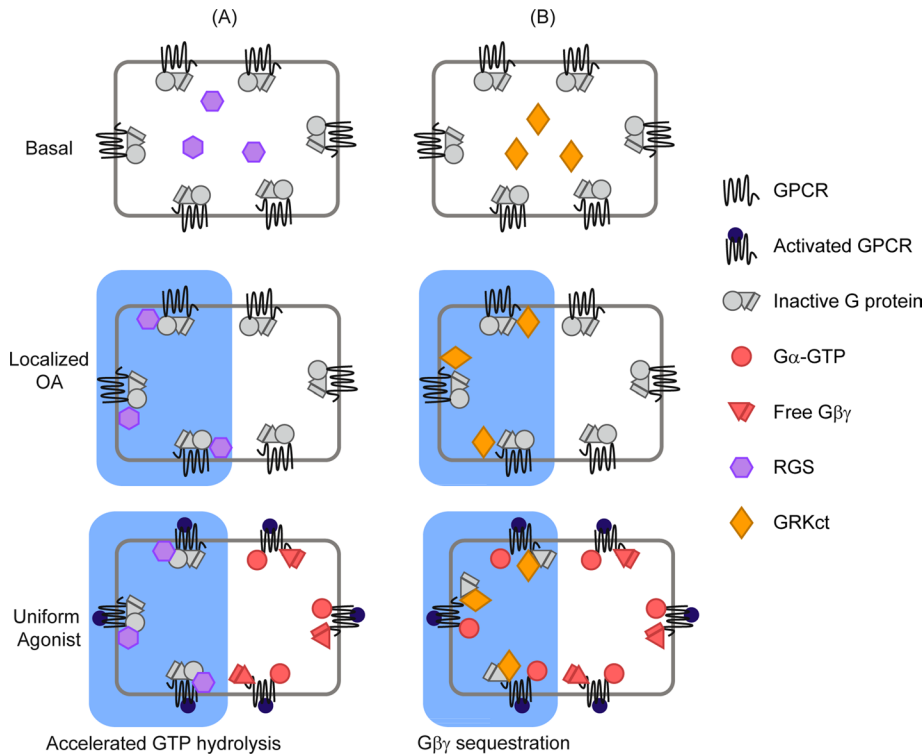 (A)
(B)
Basal
Localized
OA
Uniform
Agonist
Accelerated GTP hydrolysis
Gβγ sequestration
GPCR
Activated GPCR
Inactive G protein
Gα-GTP
Free Gβγ
RGS
GRKct